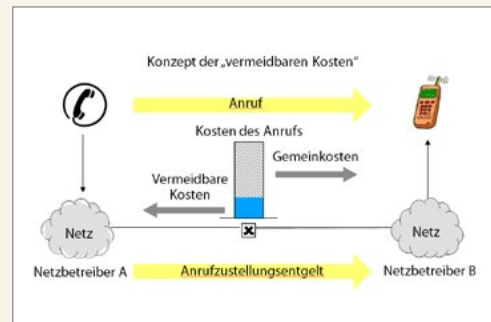 Konzept der „vermeidbaren Kosten“
Anruf
Kosten des Anrufs
Gemeinkosten
Vermeidbare
Kosten
Netz
Netz
Netzbetreiber A
Anrufzustellungsentgelt
Netzbetreiber B